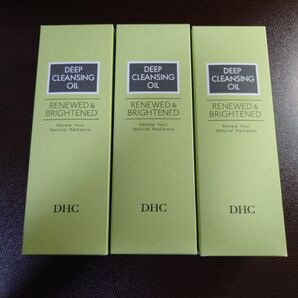 DEEP
CLEANSING
OIL
RENEWED &
BRIGHTENED
Renew Your
Natural Radiance
DHC
DEEP
CLEANSING
OIL
RENEWED &
BRIGHTENED
Renew Your
Natural Radiance
DHC
DEEP
CLEANSING
OIL
RENEWED &
BRIGHTENED
Renew Your
Natural Radiance
DHC